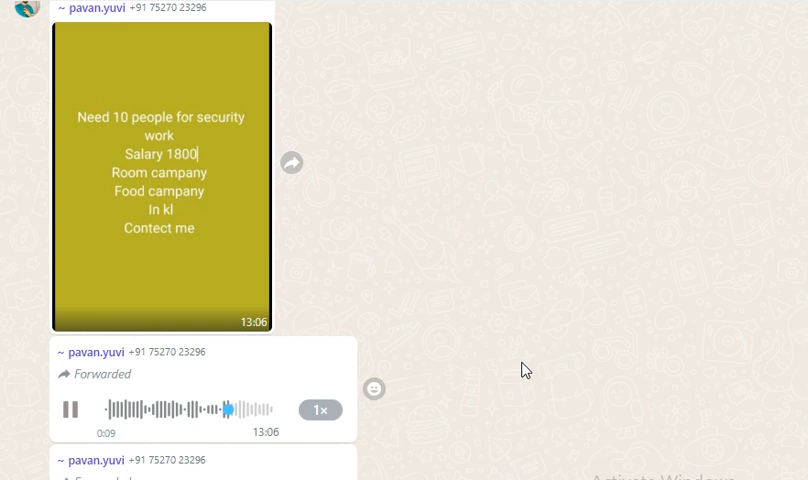 ~ pavan.yuvi +91 75270 23296
Need 10 people for security
work
Salary 1800
Room campany
Food campany
In kl
Contect me
13:06
~ pavan.yuvi +91 75270 23296
Forwarded
1×
0:09 13:06
~ pavan.yuvi +91 75270 23296
Forwarded
Activate Windows